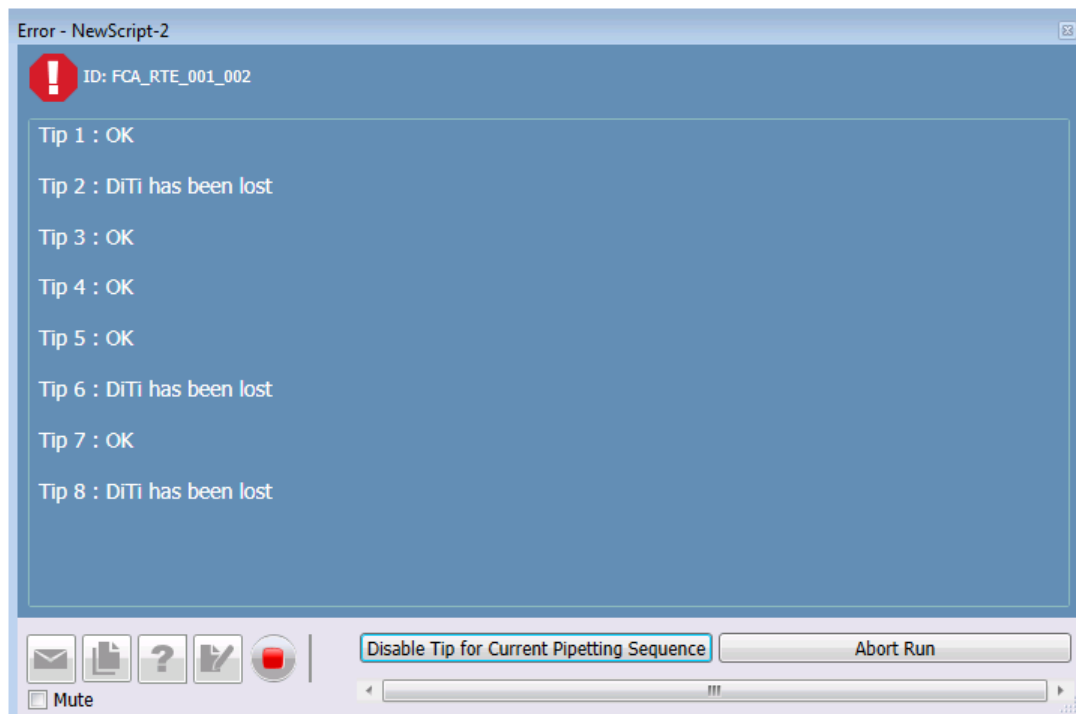 Error - NewScript-2
ID: FCA_RTE_001_002
Tip 1 : OK
Tip 2 : DiTi has been lost
Tip 3 : OK
Tip 4 : OK
Tip 5 : OK
Tip 6 : DiTi has been lost
Tip 7 : OK
Tip 8 : DiTi has been lost
Disable Tip for Current Pipetting Sequence
Abort Run
Mute